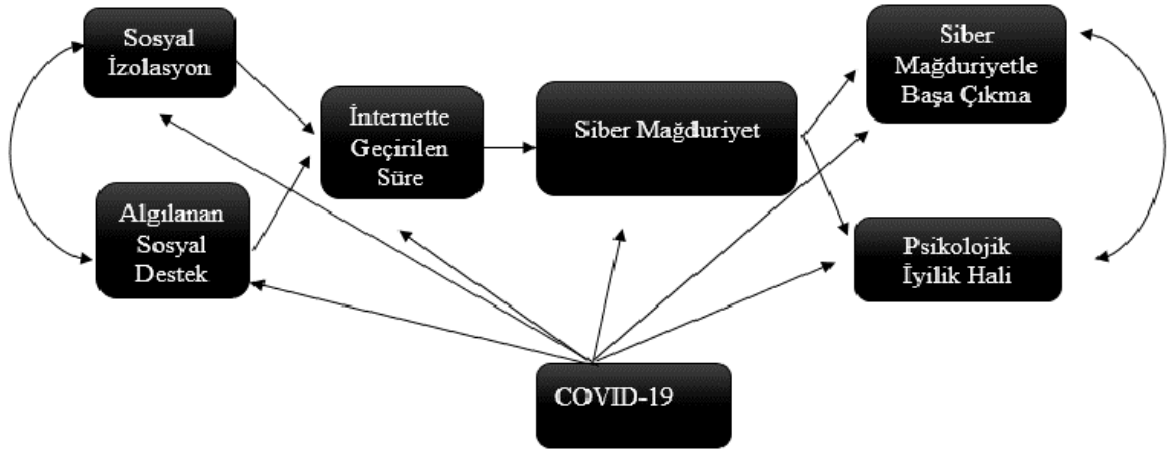 Sosyal
İzolasyon
Algılanan
Sosyal
Destek
İnternette
Geçirilen
Süre
Siber Mağduriyet
Siber
Mağduriyetle
Başa Çıkma
Psikolojik
İyilik Hali
COVID-19